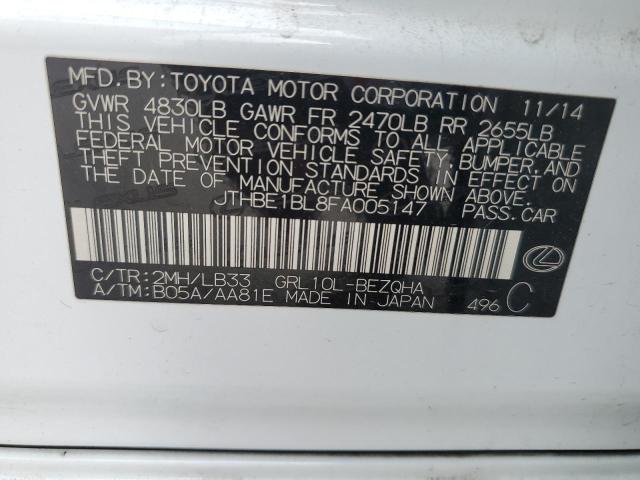 MFD. BY: TOYOTA MOTOR CORPORATION 11/14
GVWR 4830LB GAWR FR 2470LB RR 2655LB
THIS VEHICLE CONFORMS TO ALL APPLICABLE
FEDERAL MOTOR VEHICLE SAFETY, BUMPER, AND
THEFT PREVENTION STANDARDS IN EFFECT ON
THE DATE OF MANUFACTURE SHOWN ABOVE.
JTHBE1BL8FA005147 PASS. CAR
C/TR: 2MH/LB33 GRL10L-BEZQHA
A/TM: B05A/AA81E MADE IN JAPAN 496 C